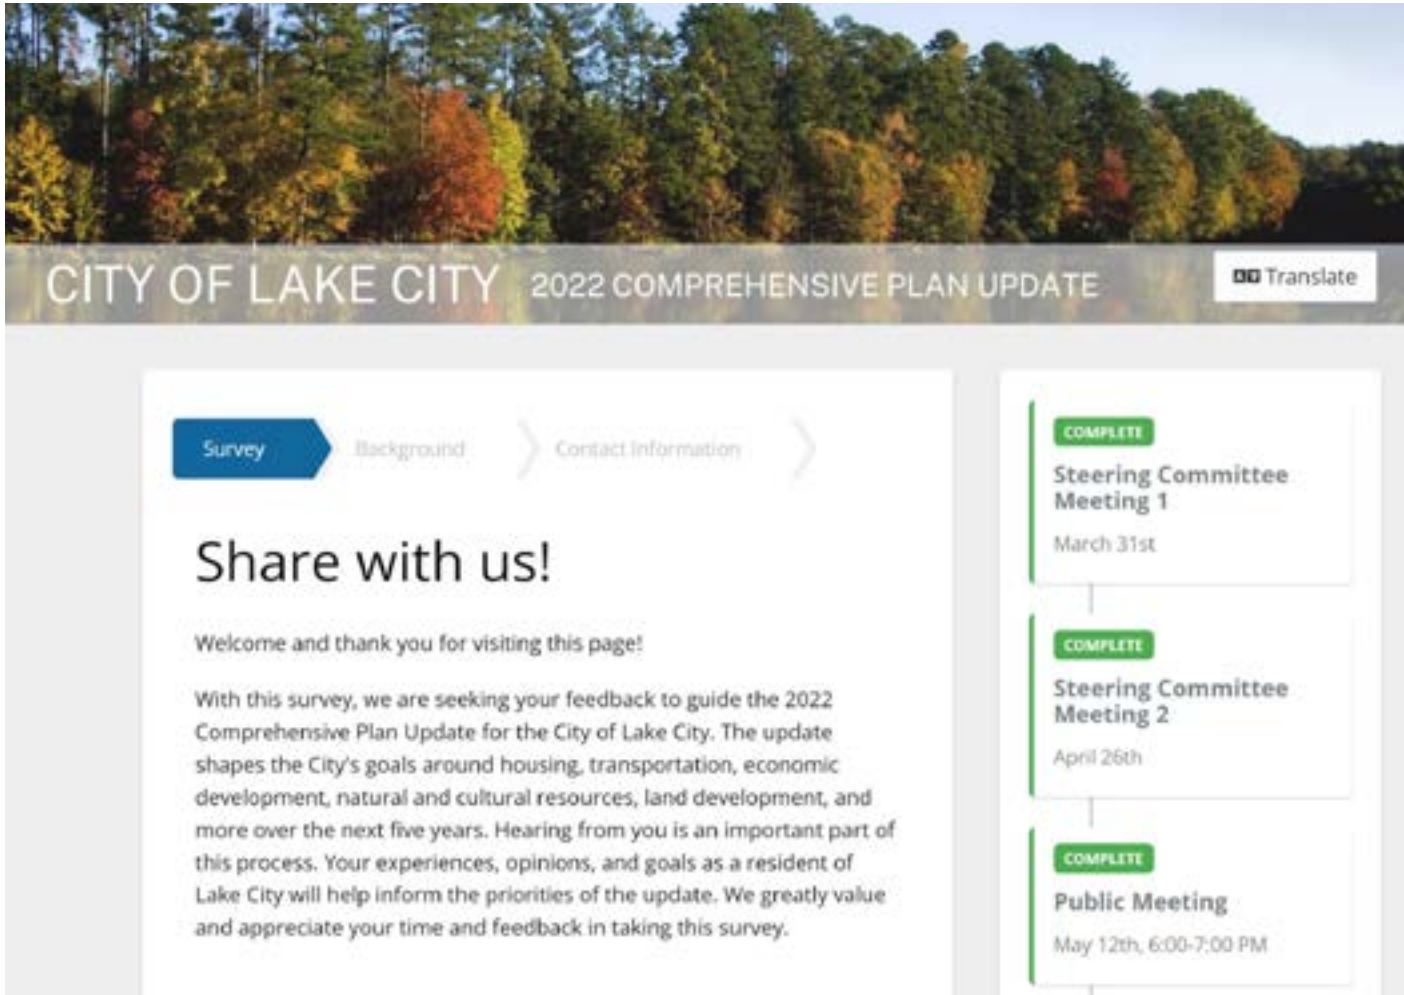 CITY OF LAKE CITY 2022 COMPREHENSIVE PLAN UPDATE
Translate
Survey
Background
Contact Information
Share with us!
Welcome and thank you for visiting this page!
With this survey, we are seeking your feedback to guide the 2022
Comprehensive Plan Update for the City of Lake City. The update
shapes the City's goals around housing, transportation, economic
development, natural and cultural resources, land development, and
more over the next five years. Hearing from you is an important part of
this process. Your experiences, opinions, and goals as a resident of
Lake City will help inform the priorities of the update. We greatly value
and appreciate your time and feedback in taking this survey.
COMPLETE
Steering Committee
Meeting 1
March 31st
COMPLETE
Steering Committee
Meeting 2
April 26th
COMPLETE
Public Meeting
May 12th, 6:00-7:00 PM